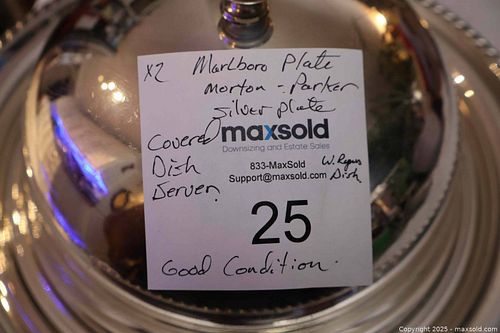 x2 Marlboro Plate
Morton - Parker
Silver plate
Covered
Dish
Server
maxsold
Downsizing and Estate Sales
833-MaxSold
Support@maxsold.com
W. Rogers
Dish
25
Good Condition.
Copyright 2025 - maxsold.com